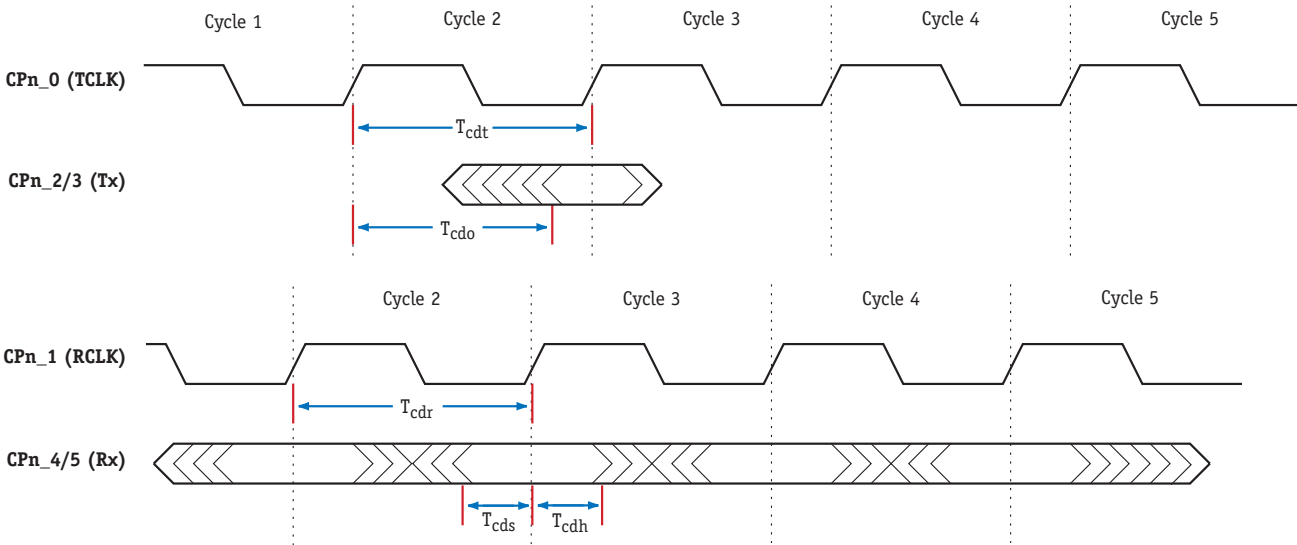 Cycle 1 Cycle 2 Cycle 3 Cycle 4 Cycle 5
CPn_0 (TCLK)
Tcdt
CPn_2/3 (Tx)
Tcdo
Cycle 2 Cycle 3 Cycle 4 Cycle 5
CPn_1 (RCLK)
Tcdr
CPn_4/5 (Rx)
Tcds Tcdh